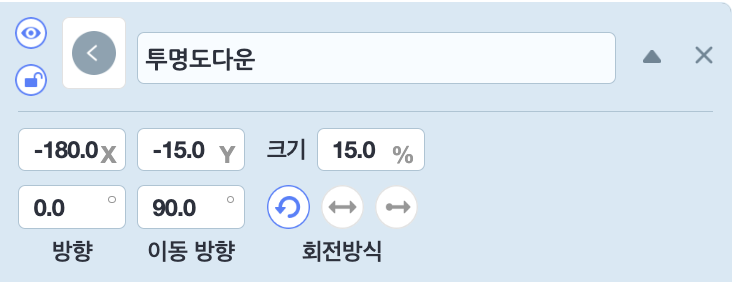 투명도다운
-180.0 X -15.0 Y 크기 15.0 %
0.0 ° 90.0 °
방향 이동 방향 회전방식